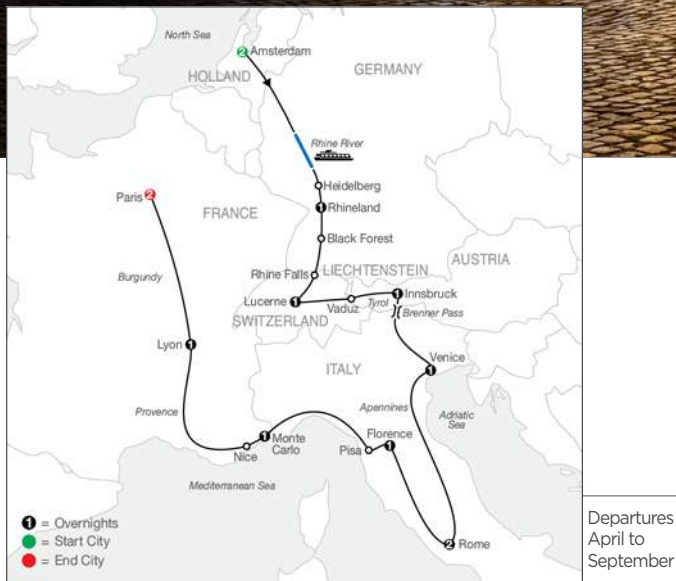 North Sea
2 Amsterdam
HOLLAND
GERMANY
Rhine River
Heidelberg
Paris 2
1 Rhineland
FRANCE
Black Forest
AUSTRIA
Burgundy
Rhine Falls
LIECHTENSTEIN
1 Innsbruck
Lucerne 1
Vaduz
Tyrol
Brenner Pass
SWITZERLAND
Lyon 1
Venice
1
ITALY
Provence
Apennines
Adriatic
Sea
1 Monte
Carlo
Florence
1
Nice
Pisa
Mediterranean Sea
1 = Overnights
= Start City
= End City
2 Rome
Departures
April to
September